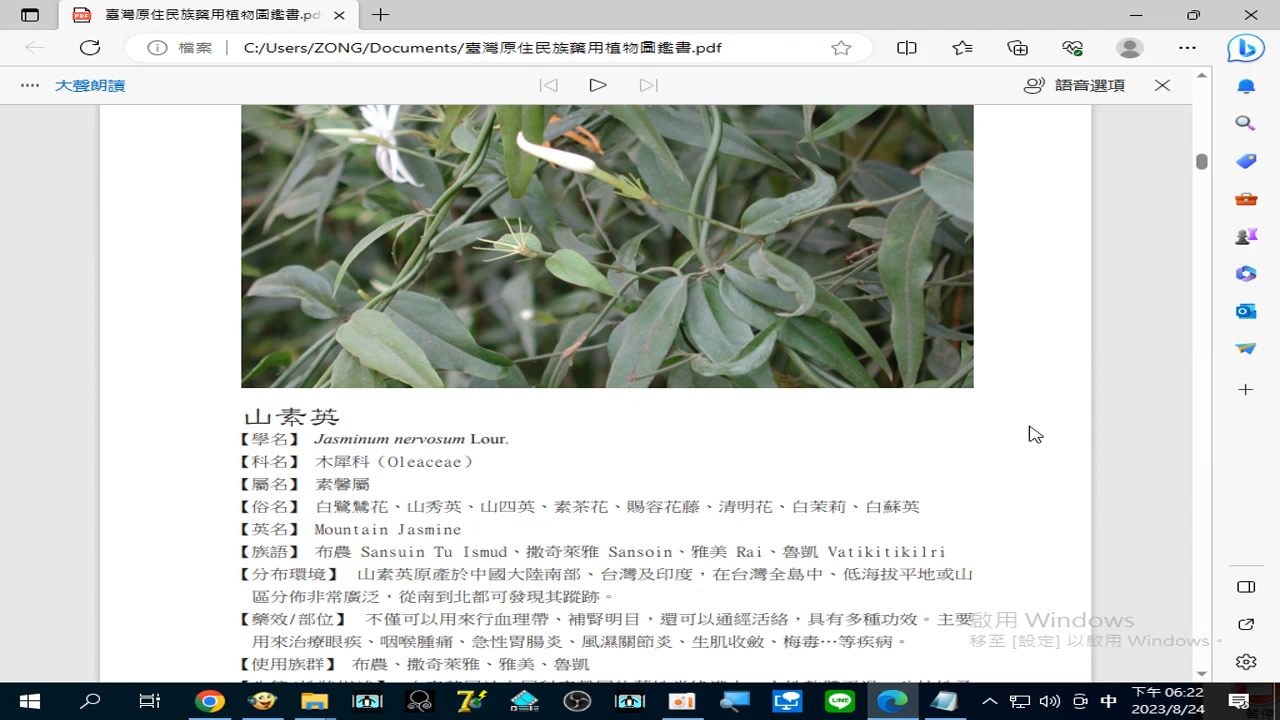 臺灣原住民族藥用植物圖鑑書.pd
檔案 C:/Users/ZONG/Documents/臺灣原住民族藥用植物圖鑑書.pdf
大聲朗讀 語音選項
山素英
【學名】 Jasminum nervosum Lour.
【科名】 木犀科（Oleaceae）
【屬名】 素馨屬
【俗名】 白鷺鷥花、山秀英、山四英、素茶花、賜容花藤、清明花、白茉莉、白蘇英
【英名】 Mountain Jasmine
【族語】 布農 Sansuin Tu Ismud、撒奇萊雅 Sansoin、雅美 Rai、魯凱 Vatikitikilri
【分布環境】 山素英原產於中國大陸南部、台灣及印度，在台灣全島中、低海拔平地或山
區分佈非常廣泛，從南到北都可發現其蹤跡。
【藥效/部位】 不僅可以用來行血理帶、補腎明目，還可以通經活絡，具有多種功效。主要
用來治療眼疾、咽喉腫痛、急性胃腸炎、風濕關節炎、生肌收斂、梅毒…等疾病。
【使用族群】 布農、撒奇萊雅、雅美、魯凱
啟用 Windows
移至 [設定] 以啟用 Windows。
中
下午 06:22
2023/8/24